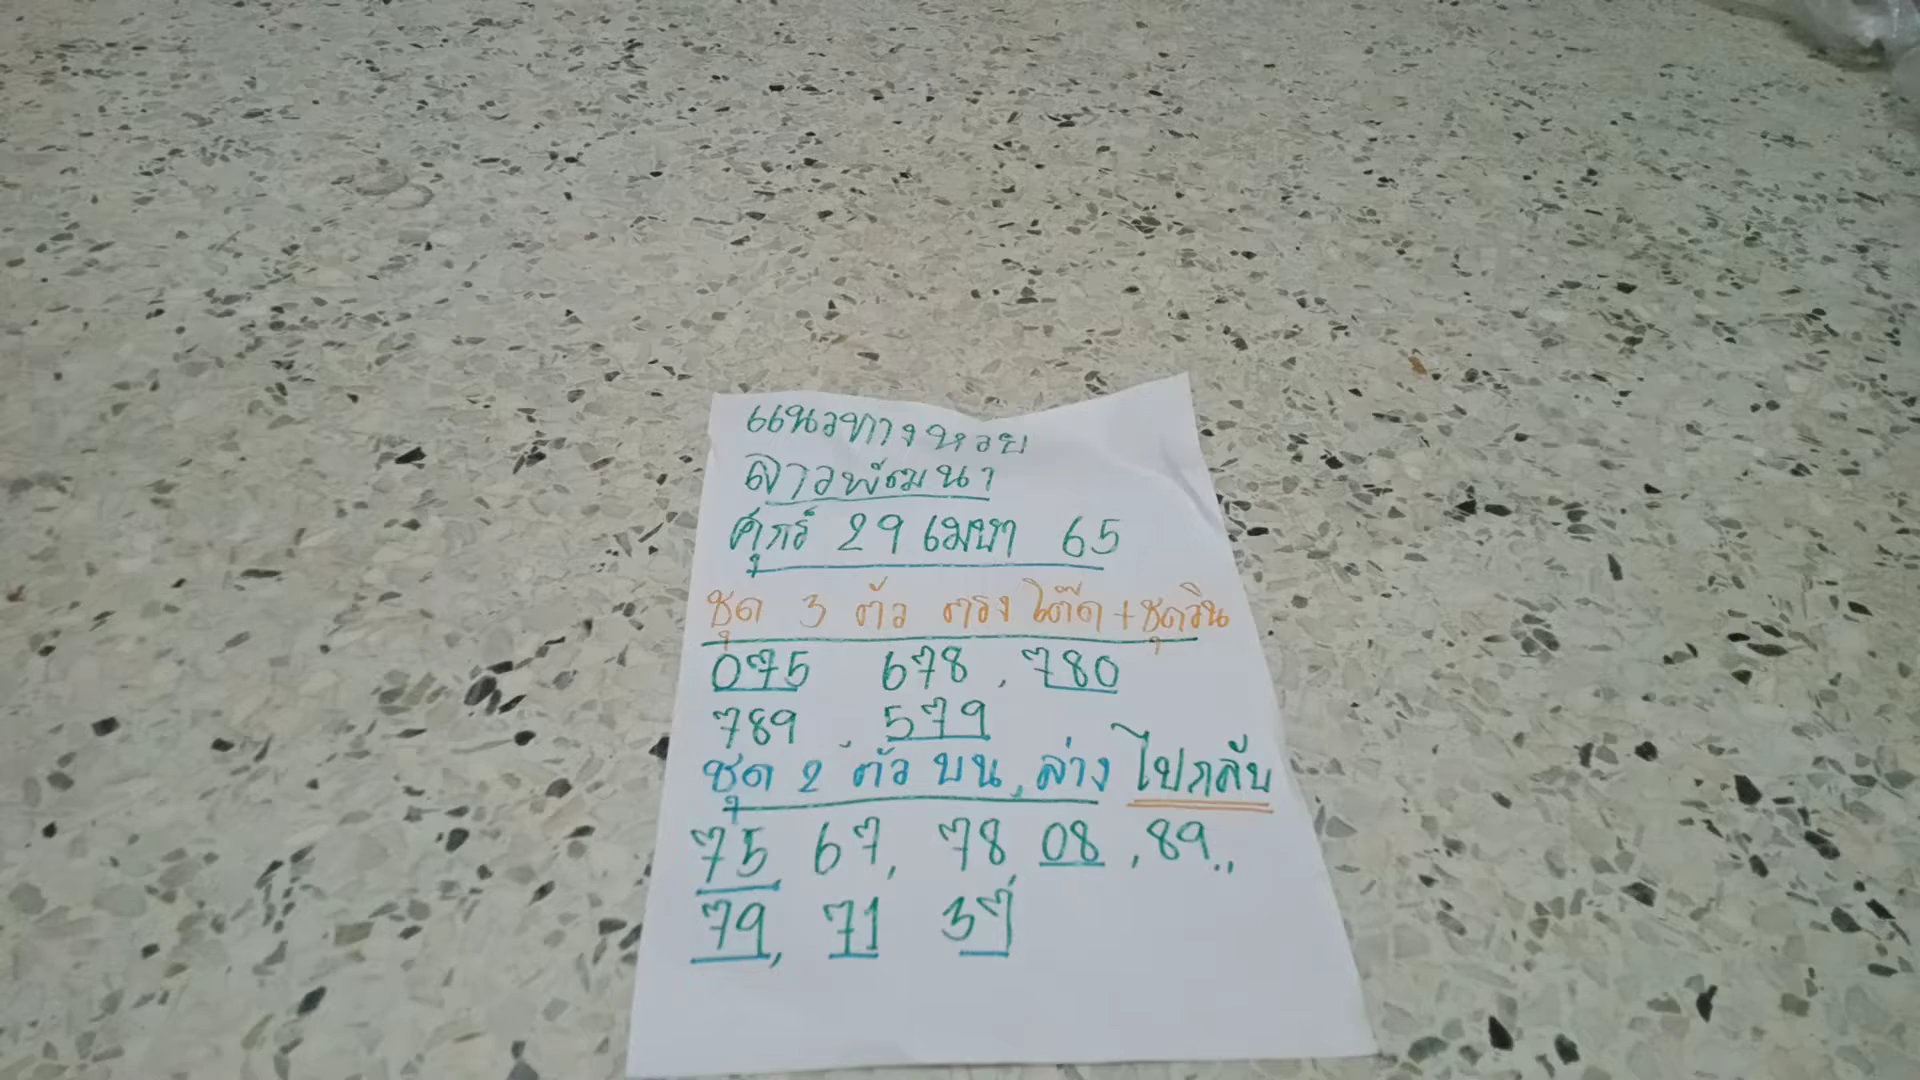 แนวทางหวย
ลาวพัฒนา
ศุกร์ 29 เมษา 65
ชุด 3 ตัว ตรง โต๊ด + ชุดวิน
075 678, 780
789, 579
ชุด 2 ตัว บน, ล่าง ไปกลับ
75 67, 78 08, 89..
79, 71 37